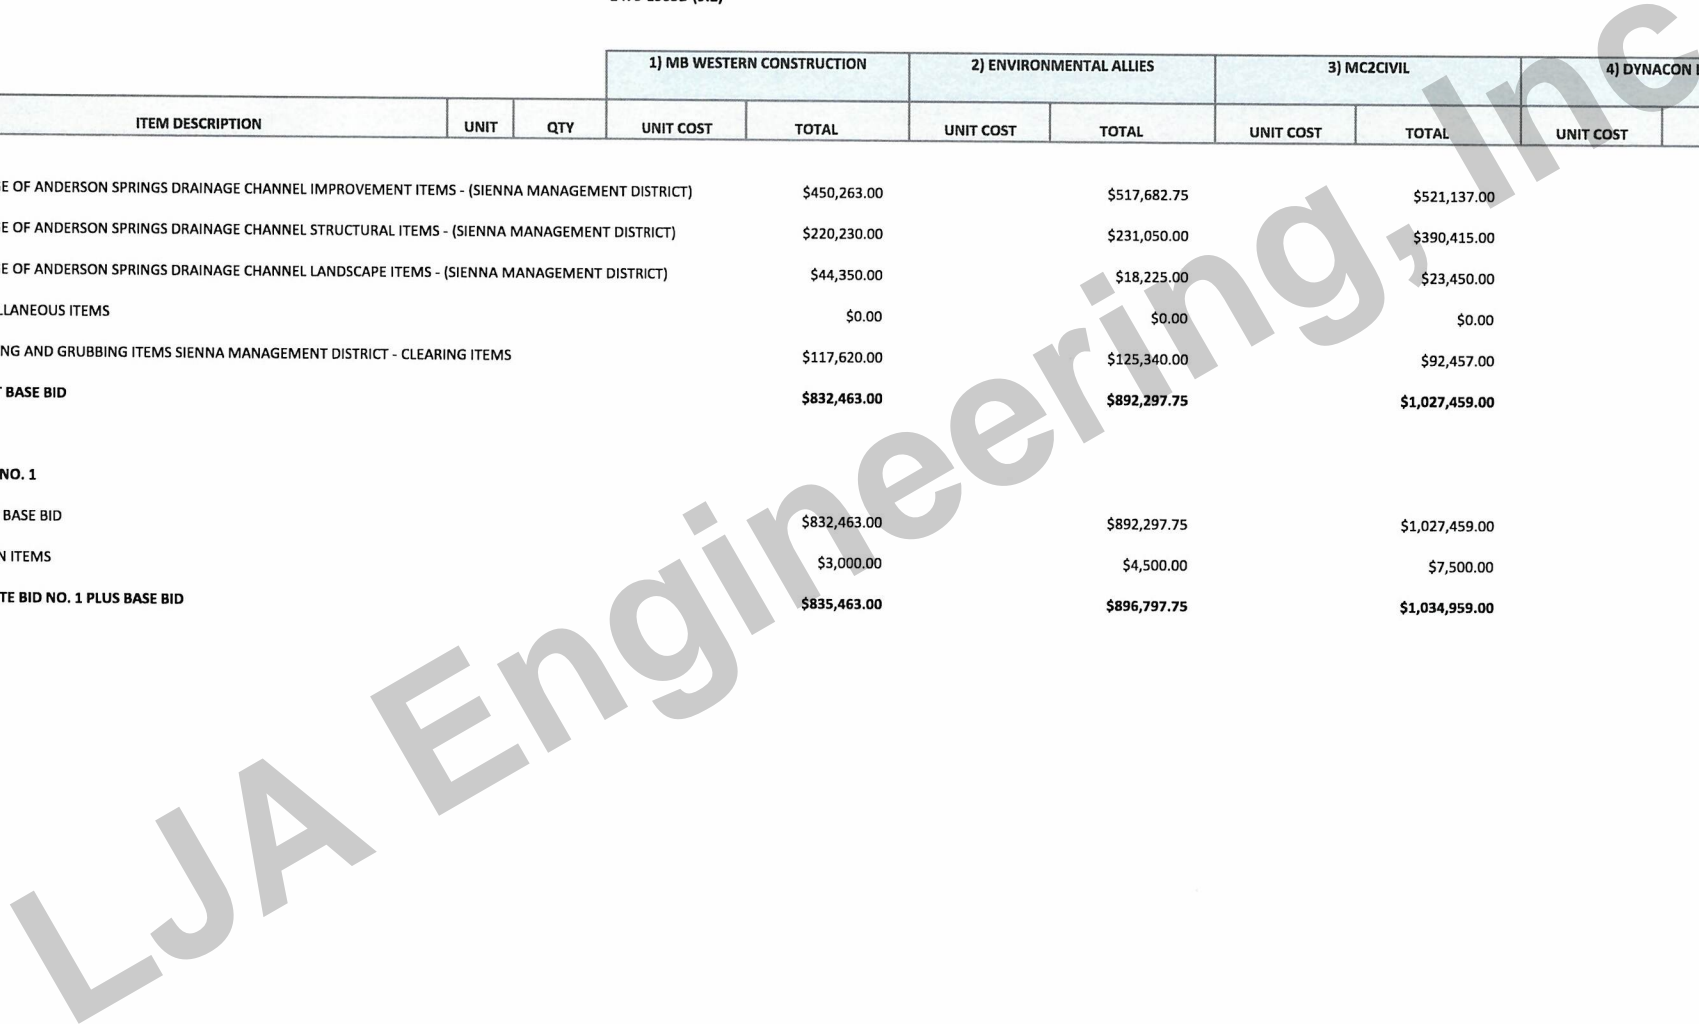 1) MB WESTERN CONSTRUCTION 2) ENVIRONMENTAL ALLIES 3) MC2CIVIL 4) DYNACON
ITEM DESCRIPTION UNIT QTY UNIT COST TOTAL UNIT COST TOTAL UNIT COST TOTAL UNIT COST
E OF ANDERSON SPRINGS DRAINAGE CHANNEL IMPROVEMENT ITEMS - (SIENNA MANAGEMENT DISTRICT) $450,263.00 $517,682.75 $521,137.00
E OF ANDERSON SPRINGS DRAINAGE CHANNEL STRUCTURAL ITEMS - (SIENNA MANAGEMENT DISTRICT) $220,230.00 $231,050.00 $390,415.00
E OF ANDERSON SPRINGS DRAINAGE CHANNEL LANDSCAPE ITEMS - (SIENNA MANAGEMENT DISTRICT) $44,350.00 $18,225.00 $23,450.00
LLANEOUS ITEMS $0.00 $0.00 $0.00
NG AND GRUBBING ITEMS SIENNA MANAGEMENT DISTRICT - CLEARING ITEMS $117,620.00 $125,340.00 $92,457.00
T BASE BID $832,463.00 $892,297.75 $1,027,459.00
NO. 1
BASE BID $832,463.00 $892,297.75 $1,027,459.00
N ITEMS $3,000.00 $4,500.00 $7,500.00
TE BID NO. 1 PLUS BASE BID $835,463.00 $896,797.75 $1,034,959.00
LJA Engineering, Inc